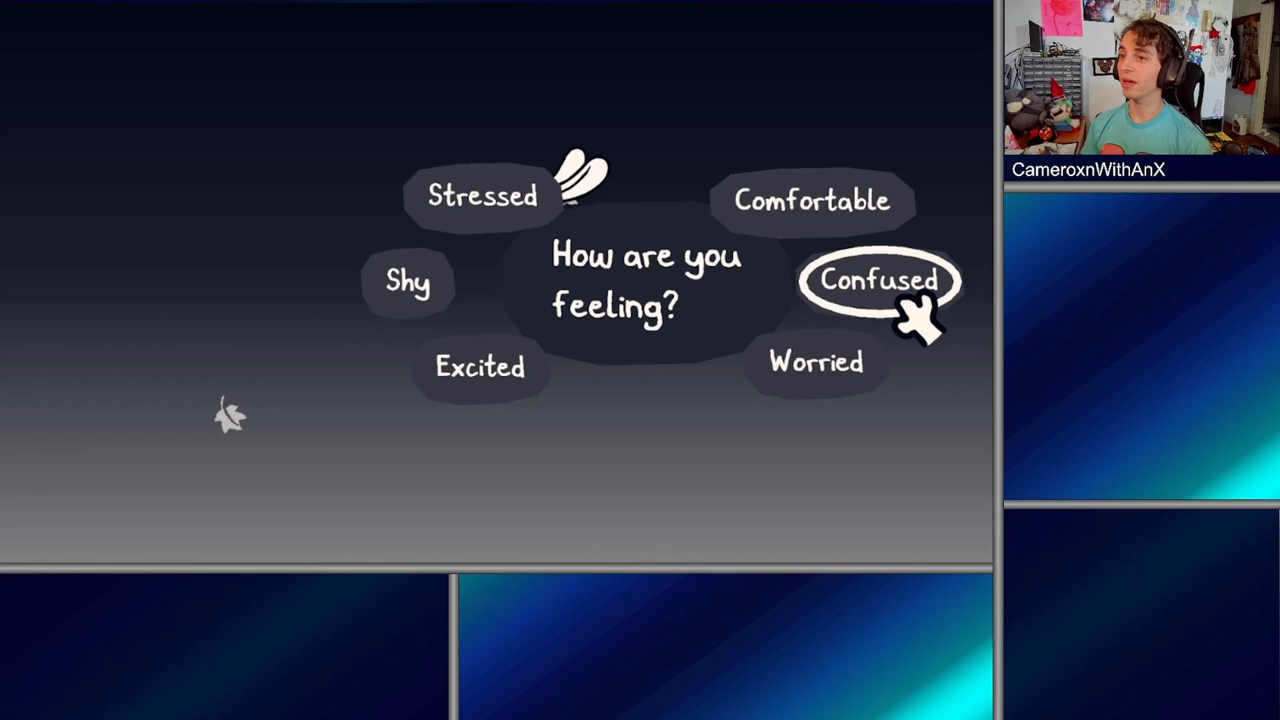 CameroxnWithAnX
Stressed
Comfortable
How are you
feeling?
Shy
Confused
Excited
Worried